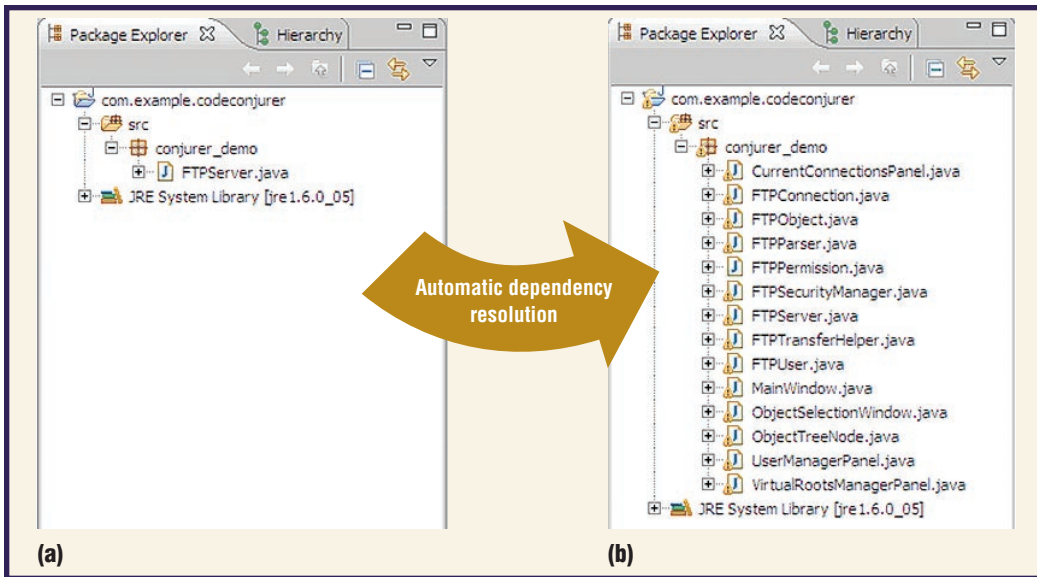 Package Explorer
Hierarchy
com.example.codeconjurer
src
conjurer_demo
FTPServer.java
JRE System Library [jre1.6.0_05]
(a)
Automatic dependency
resolution
Package Explorer
Hierarchy
com.example.codeconjurer
src
conjurer_demo
CurrentConnectionsPanel.java
FTPConnection.java
FTPObject.java
FTPParser.java
FTPPermission.java
FTPSecurityManager.java
FTPServer.java
FTPTransferHelper.java
FTPUser.java
MainWindow.java
ObjectSelectionWindow.java
ObjectTreeNode.java
UserManagerPanel.java
VirtualRootsManagerPanel.java
JRE System Library [jre1.6.0_05]
(b)